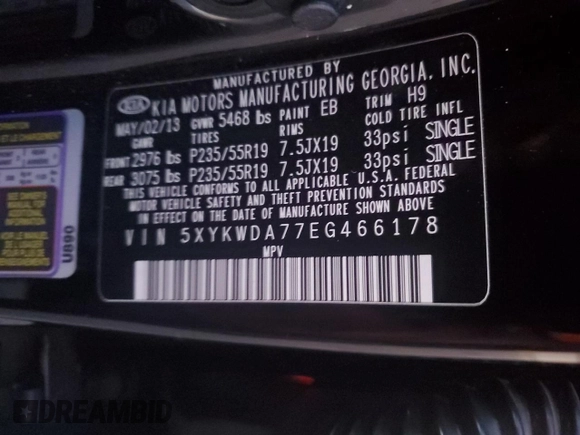 MANUFACTURED BY
KIA KIA MOTORS MANUFACTURING GEORGIA, INC.
MAY/02/13 GVWR 5468 lbs PAINT EB TRIM H9
GAWR TIRES RIMS COLD TIRE INFL
FRONT 2976 lbs P235/55R19 7.5JX19 33psi SINGLE
REAR 3075 lbs P235/55R19 7.5JX19 33psi SINGLE
THIS VEHICLE CONFORMS TO ALL APPLICABLE U.S.A. FEDERAL
MOTOR VEHICLE SAFETY AND THEFT PREVENTION STANDARDS
IN EFFECT ON THE DATE OF MANUFACTURE SHOWN ABOVE.
VIN 5XYKWDA77EG466178
MPV
U890
DREAMBID